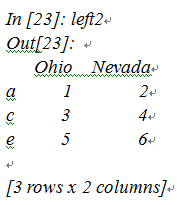 In [23]: left2
Out[23]:
Ohio Nevada
a 1 2
c 3 4
e 5 6
[3 rows x 2 columns]